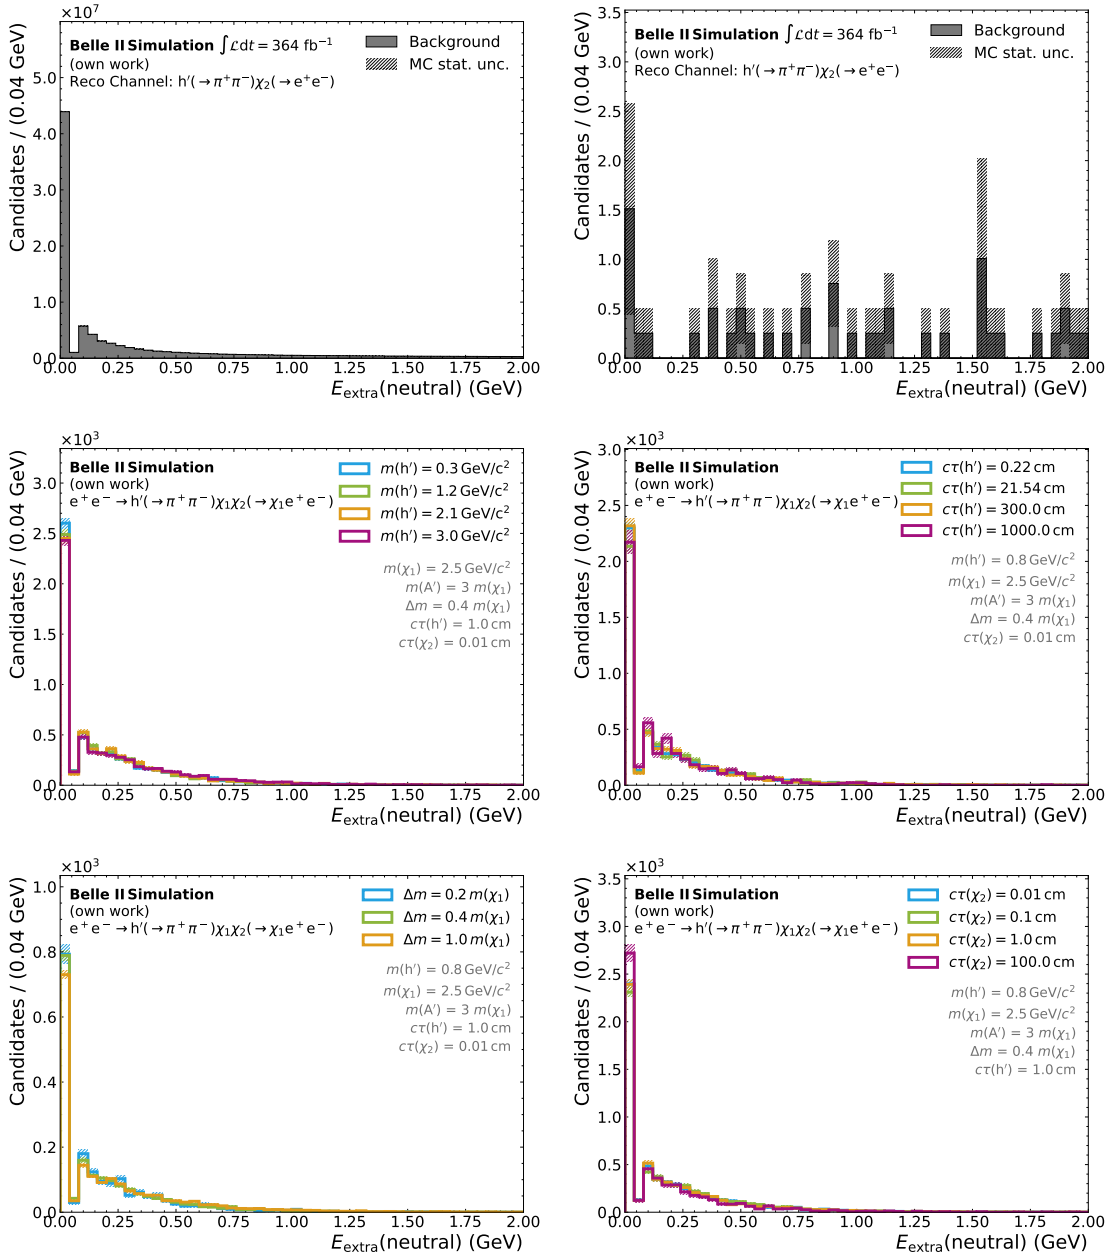 ×10⁷
Candidates / (0.04 GeV)
Belle II Simulation ∫ℒdt = 364 fb⁻¹
(own work)
Reco Channel: h′(→π⁺π⁻)χ₂(→e⁺e⁻)
Background
MC stat. unc.
5.0
4.0
3.0
2.0
1.0
0.0
0.00 0.25 0.50 0.75 1.00 1.25 1.50 1.75 2.00
E_extra(neutral) (GeV)
Candidates / (0.04 GeV)
Belle II Simulation ∫ℒdt = 364 fb⁻¹
(own work)
Reco Channel: h′(→π⁺π⁻)χ₂(→e⁺e⁻)
Background
MC stat. unc.
3.5
3.0
2.5
2.0
1.5
1.0
0.5
0.0
0.00 0.25 0.50 0.75 1.00 1.25 1.50 1.75 2.00
E_extra(neutral) (GeV)
×10³
Candidates / (0.04 GeV)
Belle II Simulation
(own work)
e⁺e⁻→h′(→π⁺π⁻)χ₁χ₂(→χ₁e⁺e⁻)
m(h′) = 0.3 GeV/c²
m(h′) = 1.2 GeV/c²
m(h′) = 2.1 GeV/c²
m(h′) = 3.0 GeV/c²
m(χ₁) = 2.5 GeV/c²
m(A′) = 3 m(χ₁)
Δm = 0.4 m(χ₁)
cτ(h′) = 1.0 cm
cτ(χ₂) = 0.01 cm
3.0
2.5
2.0
1.5
1.0
0.5
0.0
0.00 0.25 0.50 0.75 1.00 1.25 1.50 1.75 2.00
E_extra(neutral) (GeV)
×10³
Candidates / (0.04 GeV)
Belle II Simulation
(own work)
e⁺e⁻→h′(→π⁺π⁻)χ₁χ₂(→χ₁e⁺e⁻)
cτ(h′) = 0.22 cm
cτ(h′) = 21.54 cm
cτ(h′) = 300.0 cm
cτ(h′) = 1000.0 cm
m(h′) = 0.8 GeV/c²
m(χ₁) = 2.5 GeV/c²
m(A′) = 3 m(χ₁)
Δm = 0.4 m(χ₁)
cτ(χ₂) = 0.01 cm
3.0
2.5
2.0
1.5
1.0
0.5
0.0
0.00 0.25 0.50 0.75 1.00 1.25 1.50 1.75 2.00
E_extra(neutral) (GeV)
×10³
Candidates / (0.04 GeV)
Belle II Simulation
(own work)
e⁺e⁻→h′(→π⁺π⁻)χ₁χ₂(→χ₁e⁺e⁻)
Δm = 0.2 m(χ₁)
Δm = 0.4 m(χ₁)
Δm = 1.0 m(χ₁)
m(h′) = 0.8 GeV/c²
m(χ₁) = 2.5 GeV/c²
m(A′) = 3 m(χ₁)
cτ(h′) = 1.0 cm
cτ(χ₂) = 0.01 cm
1.0
0.8
0.6
0.4
0.2
0.0
0.00 0.25 0.50 0.75 1.00 1.25 1.50 1.75 2.00
E_extra(neutral) (GeV)
×10³
Candidates / (0.04 GeV)
Belle II Simulation
(own work)
e⁺e⁻→h′(→π⁺π⁻)χ₁χ₂(→χ₁e⁺e⁻)
cτ(χ₂) = 0.01 cm
cτ(χ₂) = 0.1 cm
cτ(χ₂) = 1.0 cm
cτ(χ₂) = 100.0 cm
m(h′) = 0.8 GeV/c²
m(χ₁) = 2.5 GeV/c²
m(A′) = 3 m(χ₁)
Δm = 0.4 m(χ₁)
cτ(h′) = 1.0 cm
3.5
3.0
2.5
2.0
1.5
1.0
0.5
0.0
0.00 0.25 0.50 0.75 1.00 1.25 1.50 1.75 2.00
E_extra(neutral) (GeV)